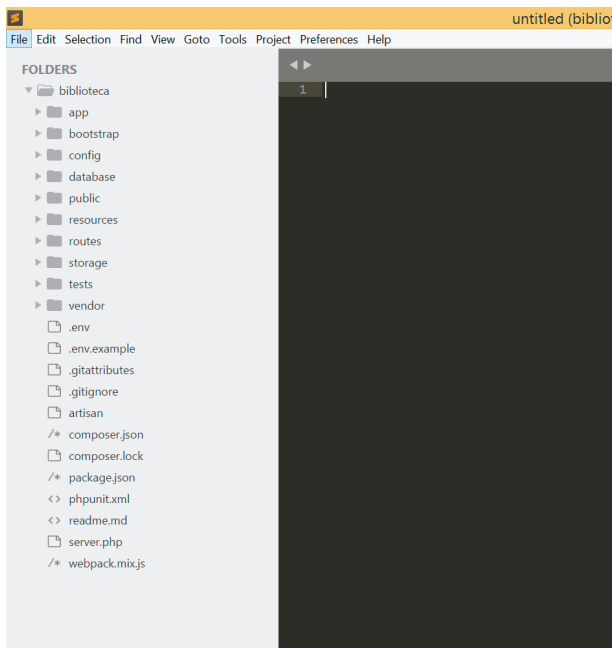 untitled (biblio
File Edit Selection Find View Goto Tools Project Preferences Help
FOLDERS
biblioteca
1
app
bootstrap
config
database
public
resources
routes
storage
tests
vendor
.env
.env.example
.gitattributes
.gitignore
artisan
/* composer.json
composer.lock
/* package.json
<> phpunit.xml
<> readme.md
server.php
/* webpack.mix.js